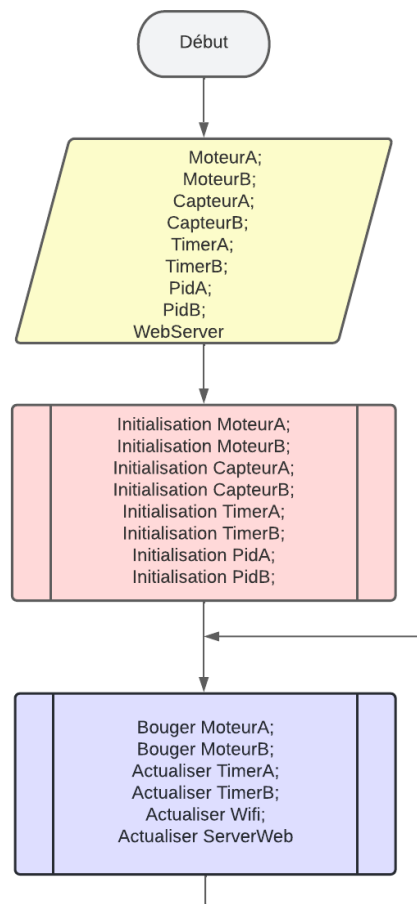 Début
MoteurA;
MoteurB;
CapteurA;
CapteurB;
TimerA;
TimerB;
PidA;
PidB;
WebServer
Initialisation MoteurA;
Initialisation MoteurB;
Initialisation CapteurA;
Initialisation CapteurB;
Initialisation TimerA;
Initialisation TimerB;
Initialisation PidA;
Initialisation PidB;
Bouger MoteurA;
Bouger MoteurB;
Actualiser TimerA;
Actualiser TimerB;
Actualiser Wifi;
Actualiser ServerWeb